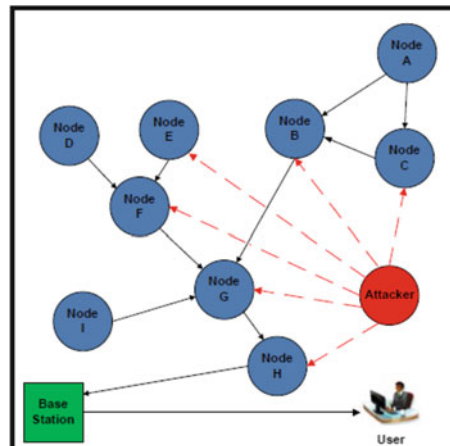 Node
A
Node
D
Node
E
Node
B
Node
C
Node
F
Node
G
Attacker
Node
I
Node
H
Base
Station
User